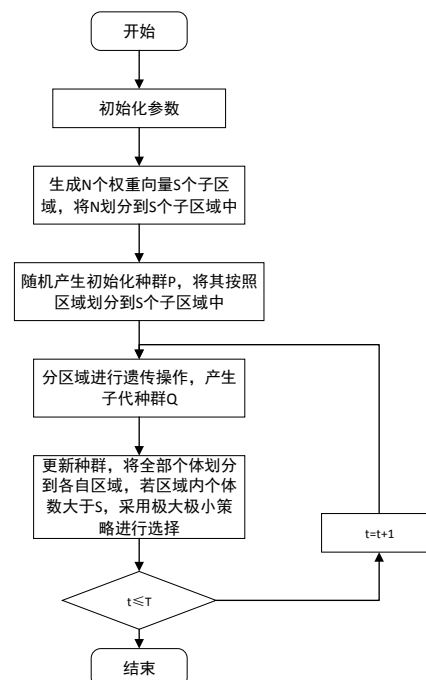 开始
初始化参数
生成N个权重向量S个子区
域，将N划分到S个子区域中
随机产生初始化种群P，将其按照
区域划分到S个子区域中
分区域进行遗传操作，产生
子代种群Q
更新种群，将全部个体划分
到各自区域，若区域内个体
数大于S，采用极大极小策
略进行选择
t=t+1
t≤T
结束